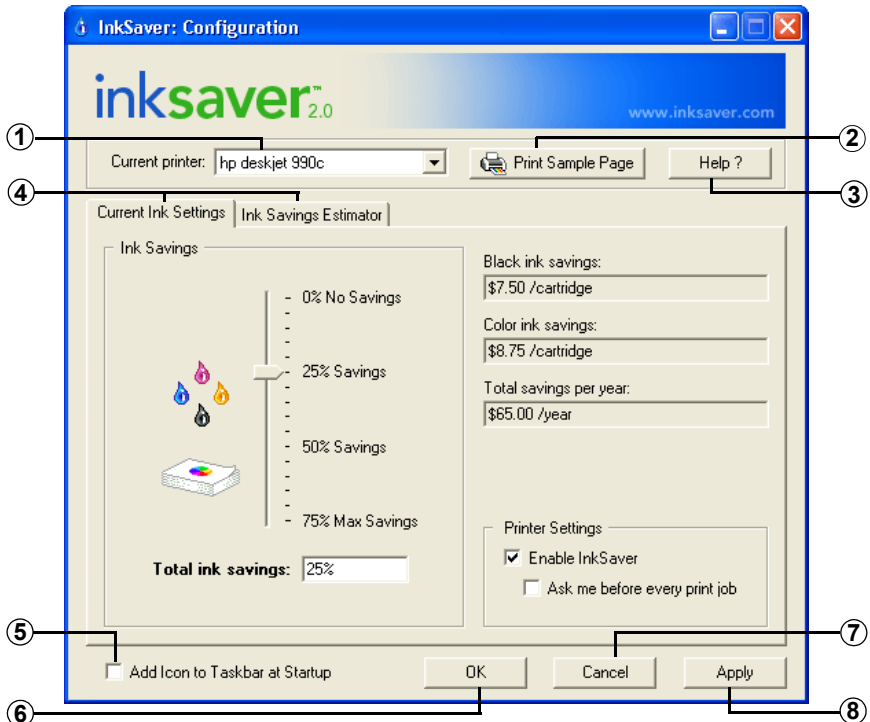 InkSaver: Configuration
inksaver™ 2.0
www.inksaver.com
1
2
Current printer: hp deskjet 990c
Print Sample Page
Help ?
4
3
Current Ink Settings
Ink Savings Estimator
Ink Savings
0% No Savings
25% Savings
50% Savings
75% Max Savings
Total ink savings: 25%
Black ink savings:
$7.50 /cartridge
Color ink savings:
$8.75 /cartridge
Total savings per year:
$65.00 /year
Printer Settings
Enable InkSaver
Ask me before every print job
5
7
Add Icon to Taskbar at Startup
OK
Cancel
Apply
6
8